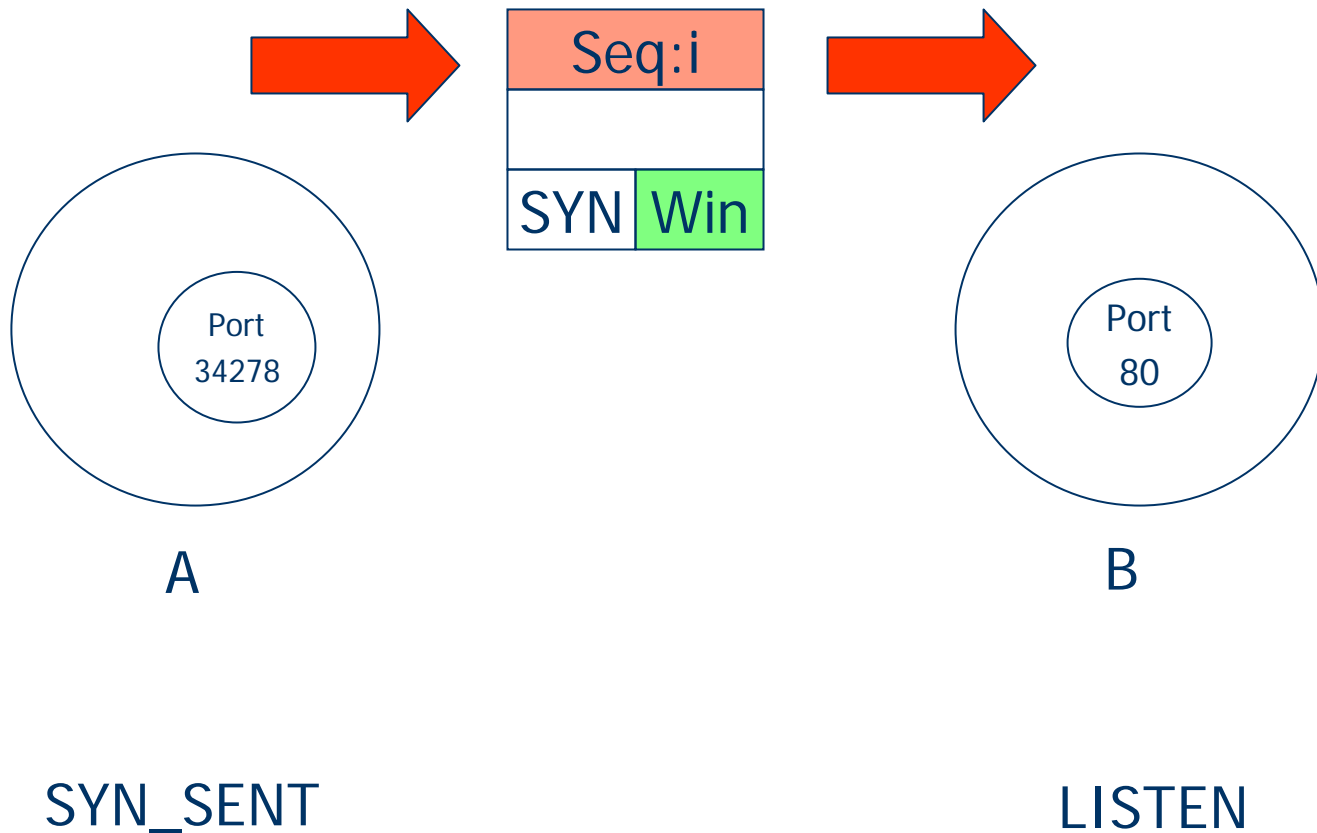 Seq:i
SYN Win
Port
34278
Port
80
A
B
SYN_SENT
LISTEN